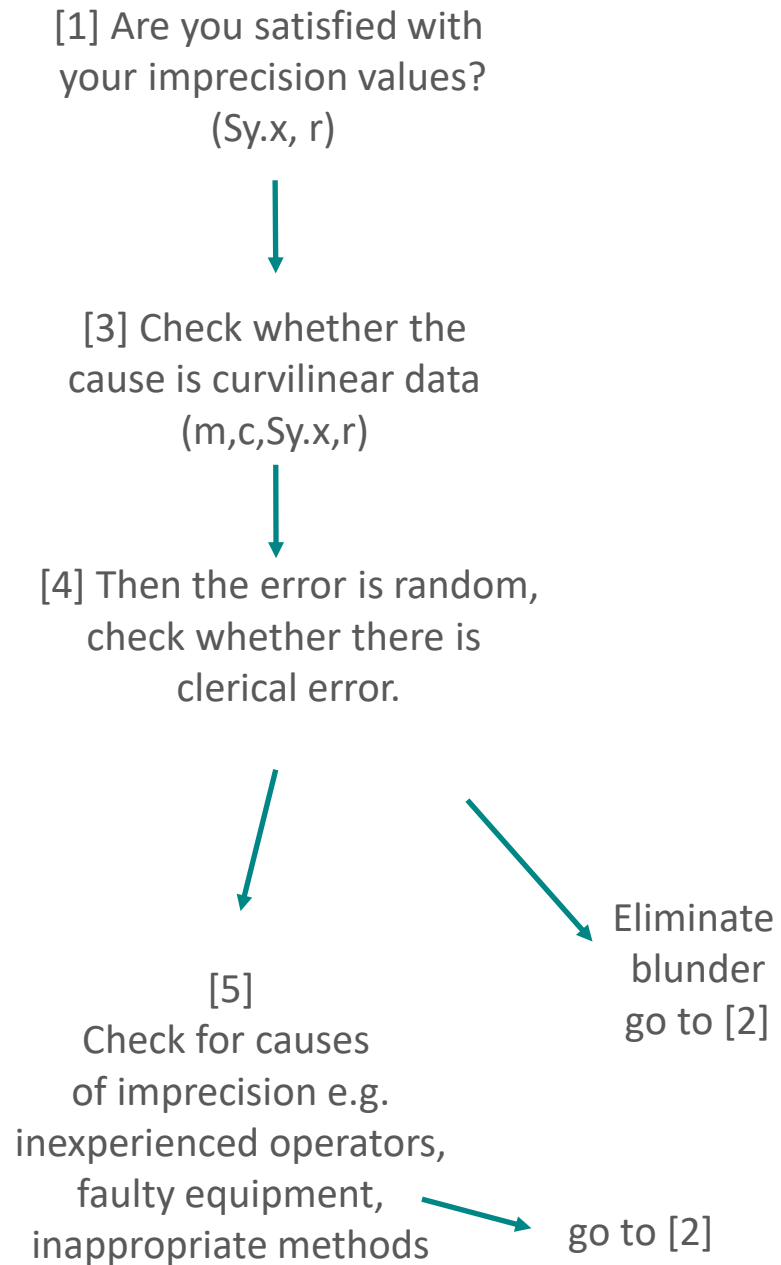 [1] Are you satisfied with
your imprecision values?
(Sy.x, r)
[3] Check whether the
cause is curvilinear data
(m,c,Sy.x,r)
[4] Then the error is random,
check whether there is
clerical error.
Eliminate
blunder
go to [2]
[5]
Check for causes
of imprecision e.g.
inexperienced operators,
faulty equipment,
inappropriate methods
go to [2]